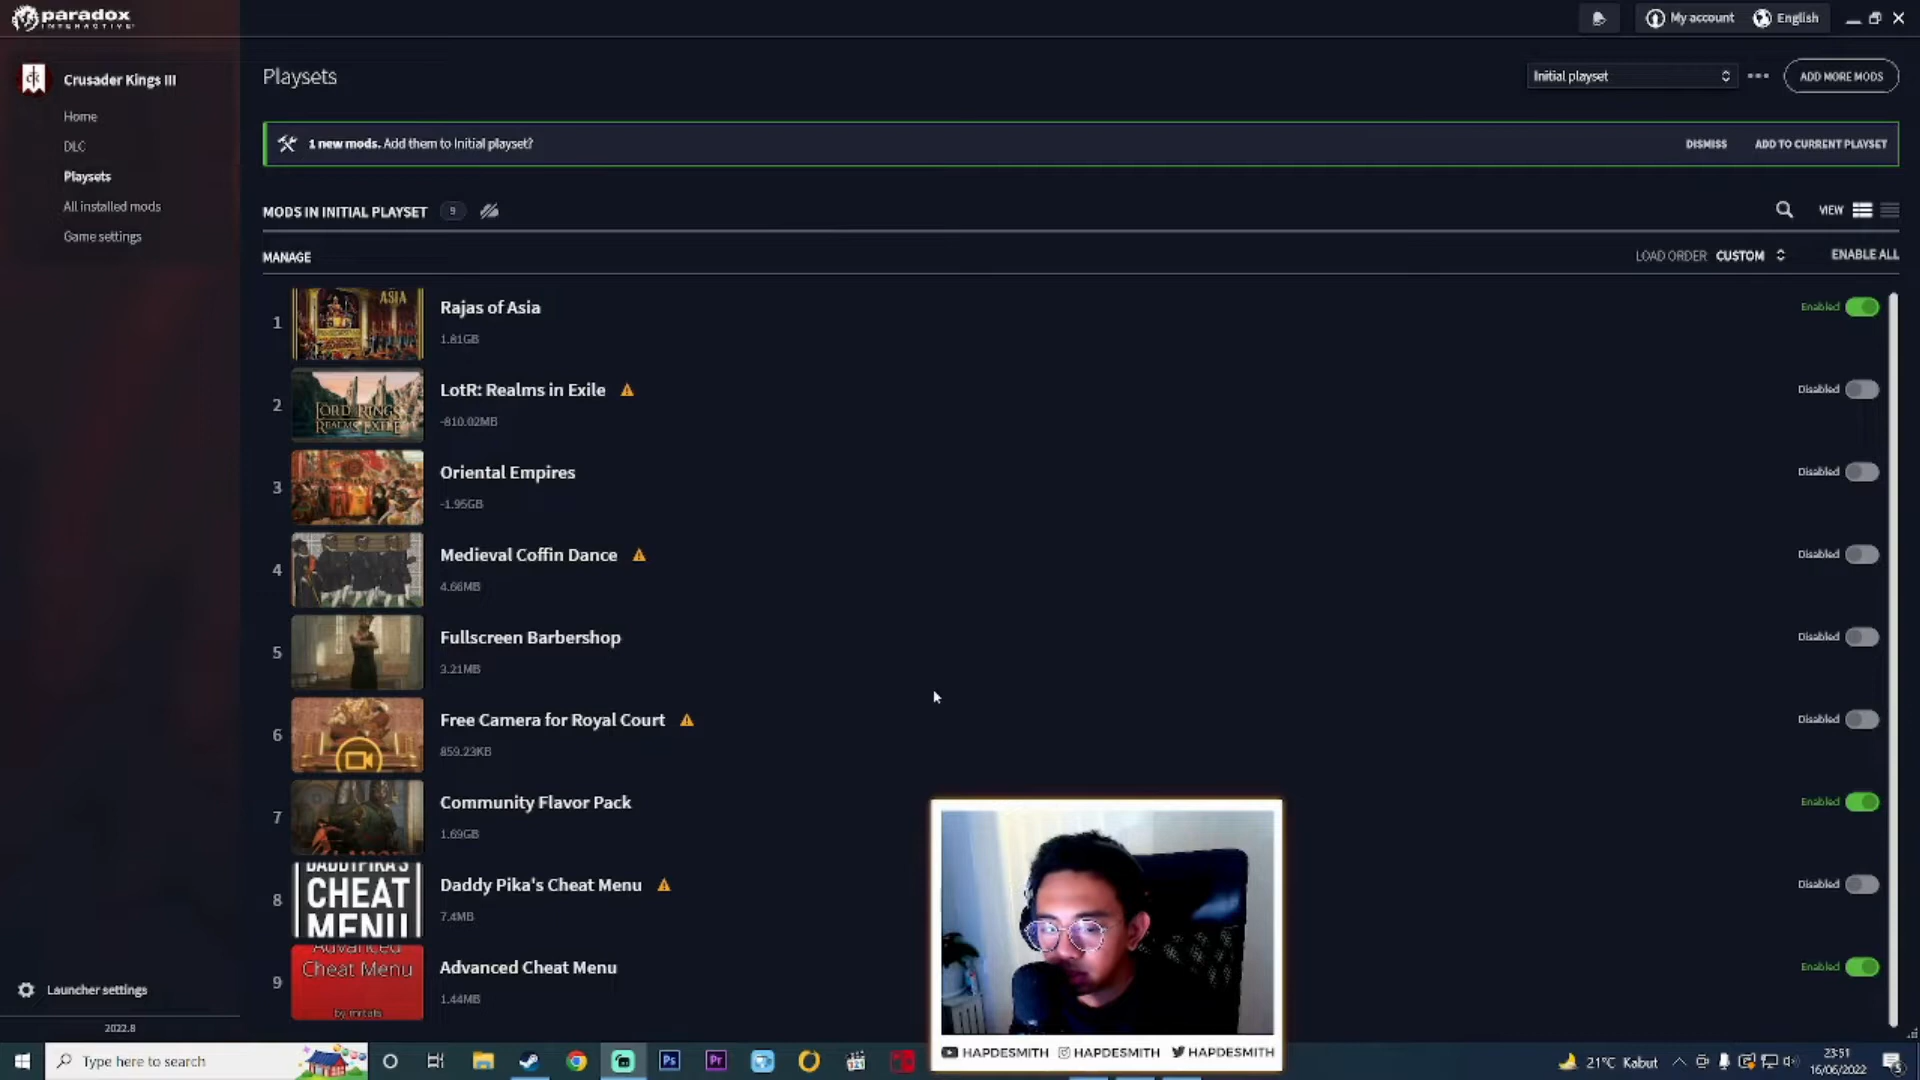 paradox
INTERACTIVE
My account
English
Crusader Kings III
Home
DLC
Playsets
All installed mods
Game settings
Playsets
Initial playset
ADD MORE MODS
1 new mods. Add them to Initial playset?
DISMISS
ADD TO CURRENT PLAYSET
MODS IN INITIAL PLAYSET 9
VIEW
MANAGE
LOAD ORDER CUSTOM
ENABLE ALL
1
ASIA
Rajas of Asia
1.81GB
Enabled
2
LORD RINGS
REALMS EXILE
LotR: Realms in Exile
-810.02MB
Disabled
3
Oriental Empires
-1.95GB
Disabled
4
Medieval Coffin Dance
4.66MB
Disabled
5
Fullscreen Barbershop
3.21MB
Disabled
6
Free Camera for Royal Court
859.23KB
Disabled
7
Community Flavor Pack
1.69GB
Enabled
8
DADDYPIKA'S
CHEAT
MENU
Daddy Pika's Cheat Menu
7.4MB
Disabled
9
Advanced
Cheat Menu
Advanced Cheat Menu
1.44MB
Enabled
Launcher settings
2022.8
HAPDESMITH HAPDESMITH HAPDESMITH
Type here to search
Ps
Pr
21°C Kabut
23:51
16/06/2022